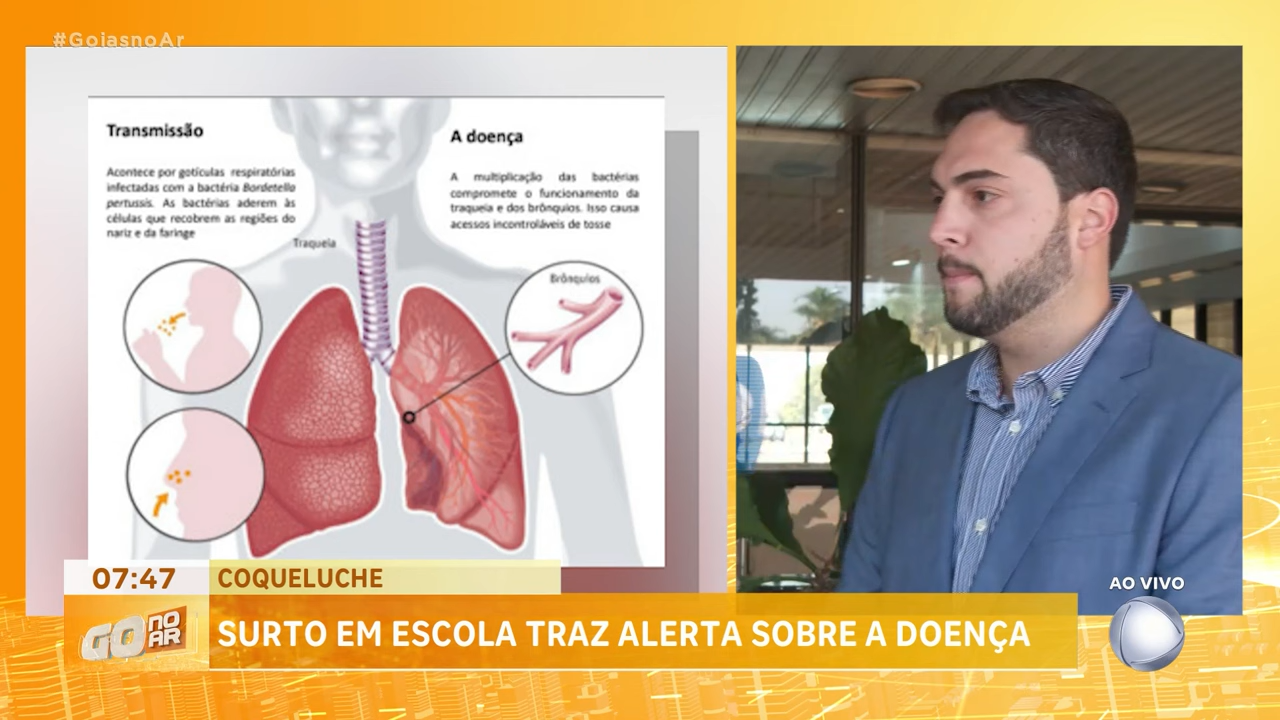 #GoiasnoAr
Transmissão
Acontece por gotículas respiratórias
infectadas com a bactéria Bordetella
pertussis. As bactérias aderem às
células que recobrem as regiões do
nariz e da faringe
A doença
A multiplicação das bactérias
compromete o funcionamento da
traqueia e dos brônquios. Isso causa
acessos incontroláveis de tosse
Traqueia
Brônquios
07:47
COQUELUCHE
GO NO AR
SURTO EM ESCOLA TRAZ ALERTA SOBRE A DOENÇA
AO VIVO